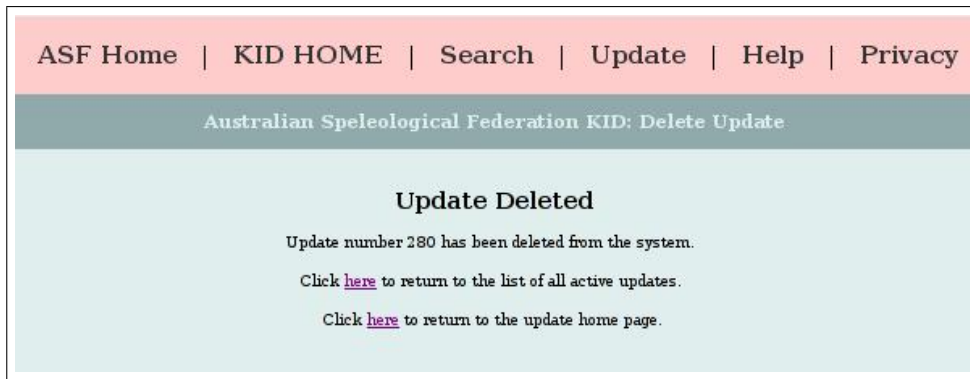 ASF Home | KID HOME | Search | Update | Help | Privacy
Australian Speleological Federation KID: Delete Update
Update Deleted
Update number 280 has been deleted from the system.
Click here to return to the list of all active updates.
Click here to return to the update home page.